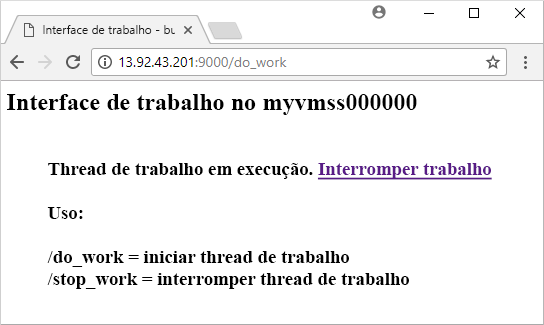 Interface de trabalho - bu
13.92.43.201:9000/do_work
Interface de trabalho no myvmss000000
Thread de trabalho em execução. Interromper trabalho
Uso:
/do_work = iniciar thread de trabalho
/stop_work = interromper thread de trabalho